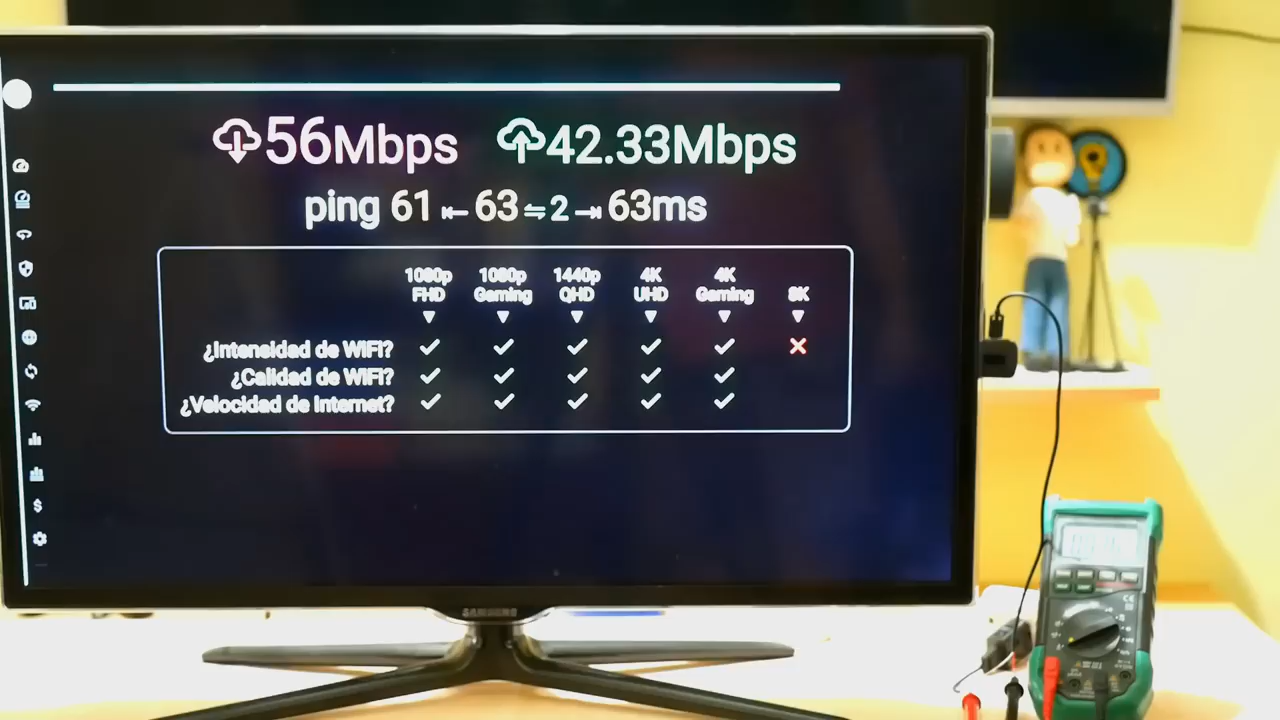 56Mbps 42.33Mbps
ping 61 63 2 63ms
1080p FHD 1080p Gaming 1440p QHD 4K UHD 4K Gaming 8K
¿Intensidad de WiFi?
¿Calidad de WiFi?
¿Velocidad de Internet?
SAMSUNG